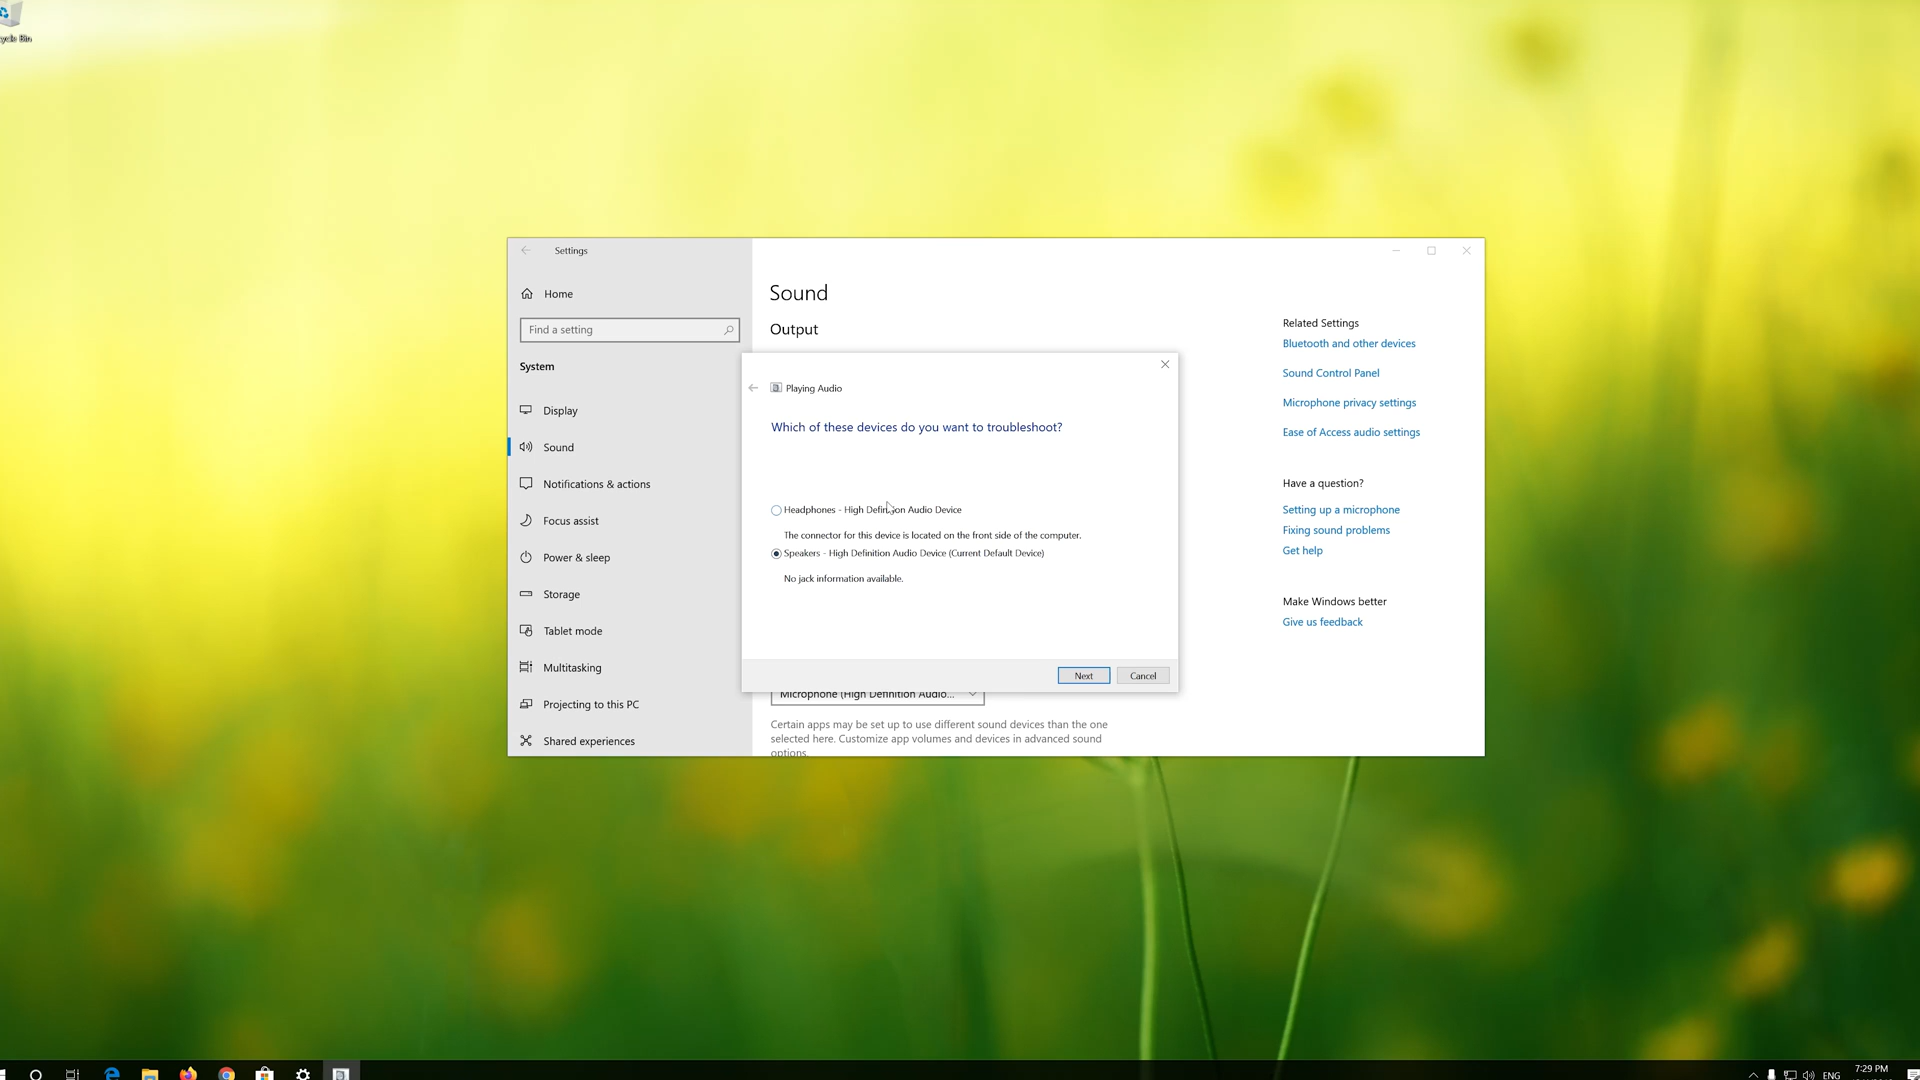 ycle Bin
Settings
Home
Find a setting
System
Display
Sound
Notifications & actions
Focus assist
Power & sleep
Storage
Tablet mode
Multitasking
Projecting to this PC
Shared experiences
Sound
Output
Playing Audio
Which of these devices do you want to troubleshoot?
Headphones - High Definition Audio Device
The connector for this device is located on the front side of the computer.
Speakers - High Definition Audio Device (Current Default Device)
No jack information available.
Next
Cancel
Microphone (High Definition Audio...
Certain apps may be set up to use different sound devices than the one
selected here. Customize app volumes and devices in advanced sound
options.
Related Settings
Bluetooth and other devices
Sound Control Panel
Microphone privacy settings
Ease of Access audio settings
Have a question?
Setting up a microphone
Fixing sound problems
Get help
Make Windows better
Give us feedback
ENG
7:29 PM